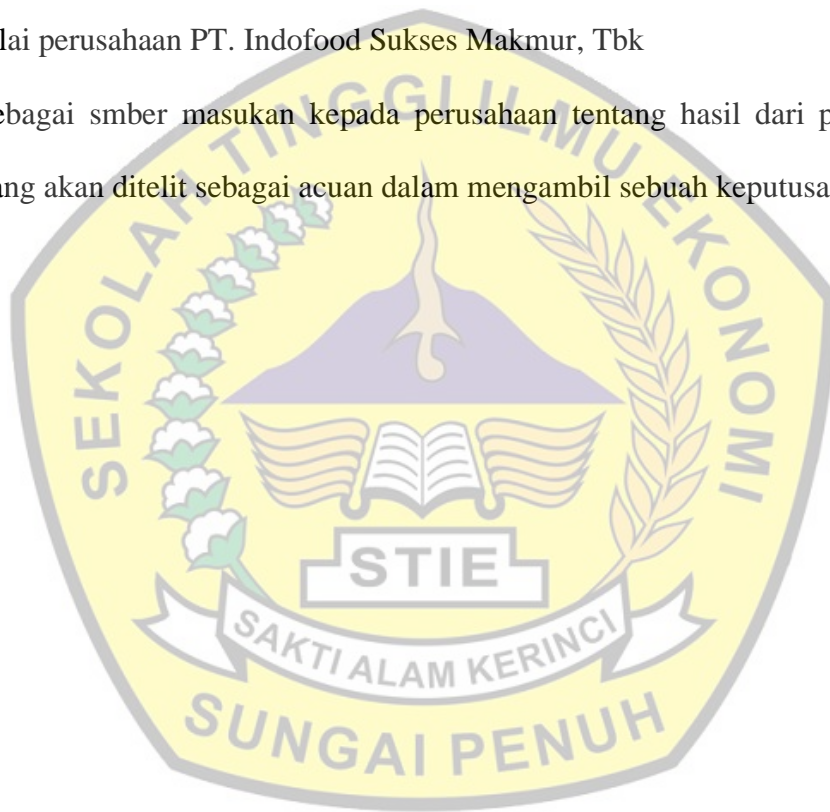 lai perusahaan PT. Indofood Sukses Makmur, Tbk
ebagai smber masukan kepada perusahaan tentang hasil dari p
ang akan ditelit sebagai acuan dalam mengambil sebuah keputusa
SEKOLAH TINGGI ILMU EKONOMI
STIE
SAKTI ALAM KERINCI
SUNGAI PENUH